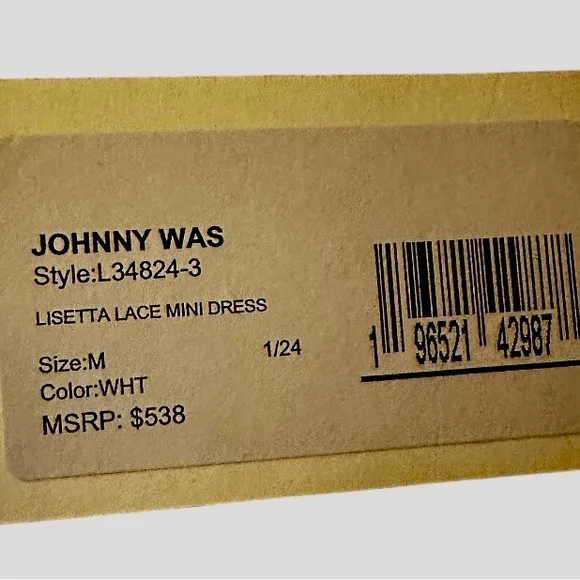 JOHNNY WAS
Style:L34824-3
LISETTA LACE MINI DRESS
Size:M 1/24
Color:WHT
MSRP: $538
1 96521 42987